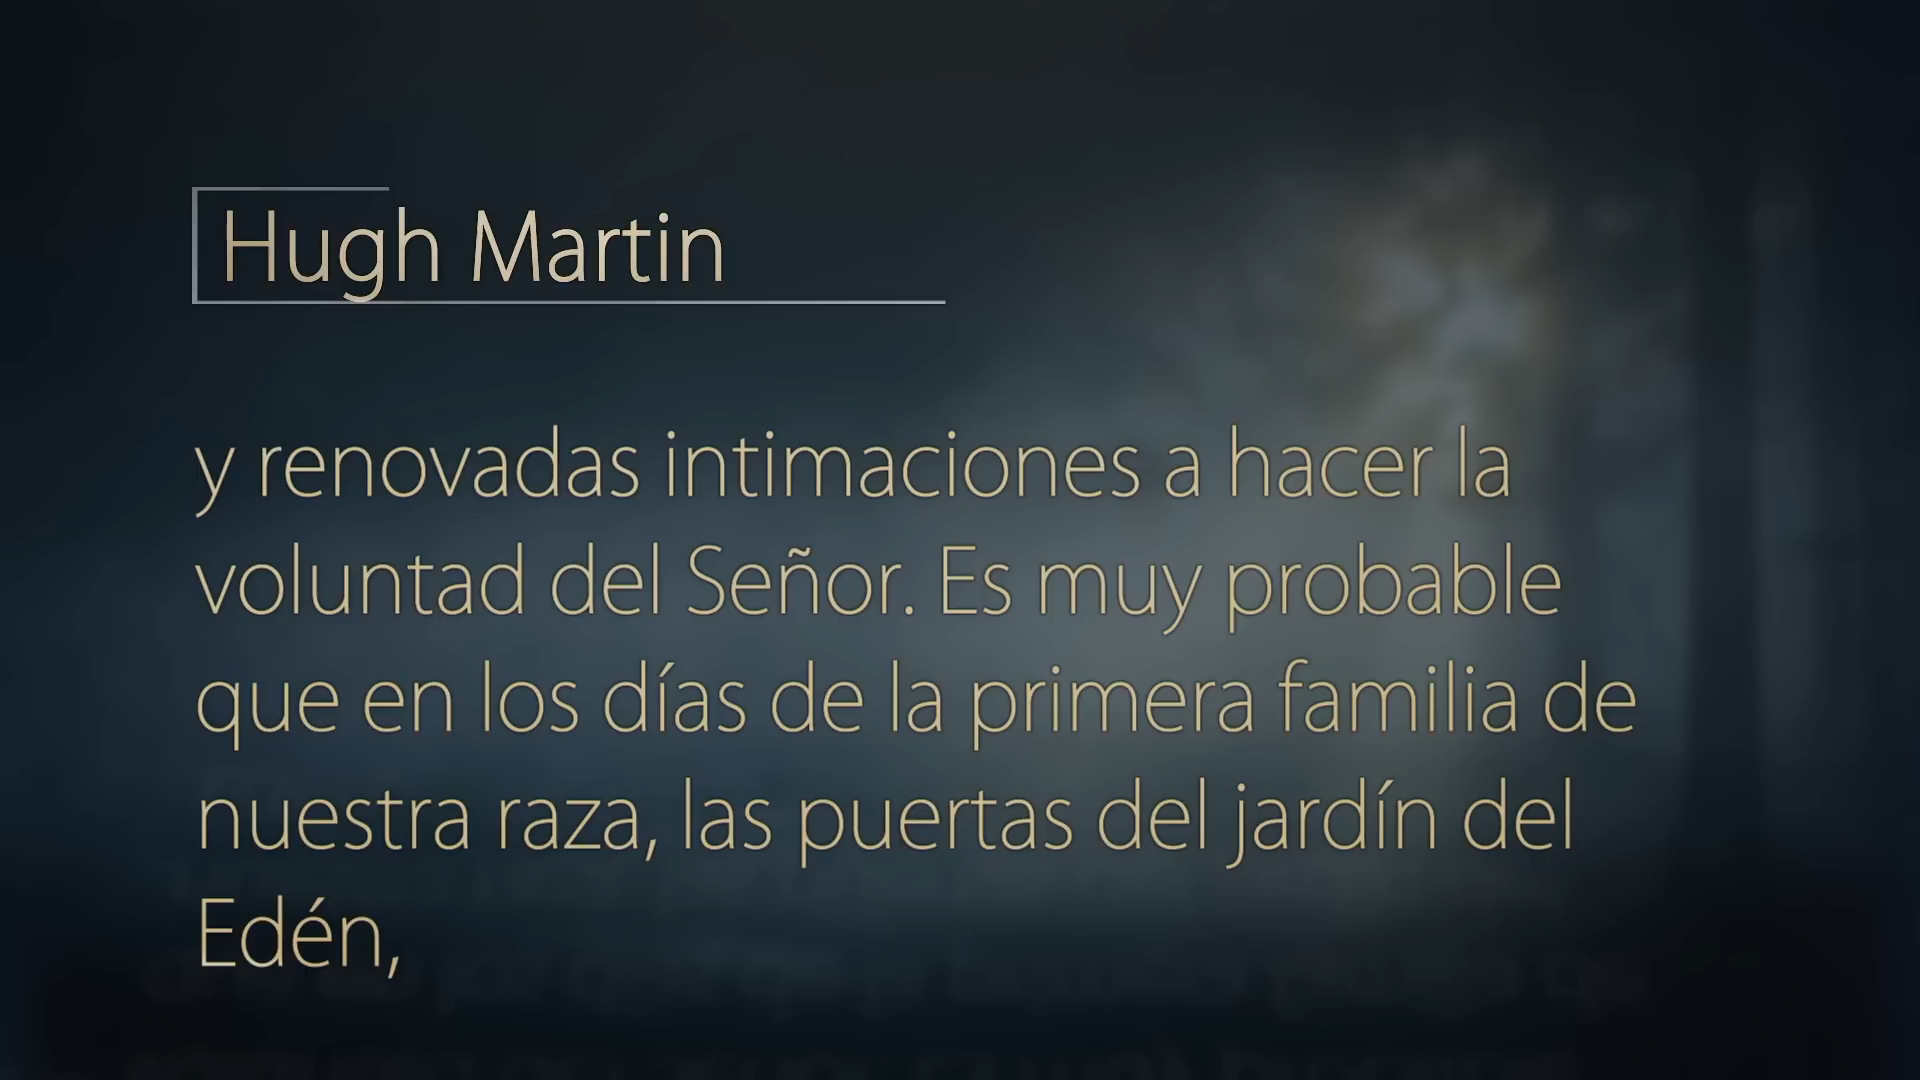 Hugh Martin
y renovadas intimaciones a hacer la
voluntad del Señor. Es muy probable
que en los días de la primera familia de
nuestra raza, las puertas del jardín del
Edén,